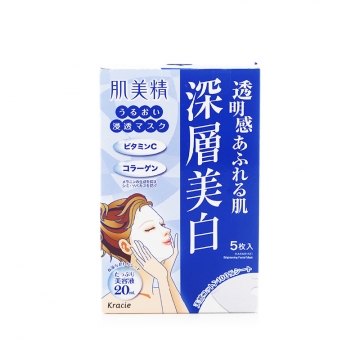 肌美精
うるおい
浸透マスク
ビタミンC
コラーゲン
透明感あふれる肌
深層美白
5枚入
たっぷり
美容液
20mL
Kracie